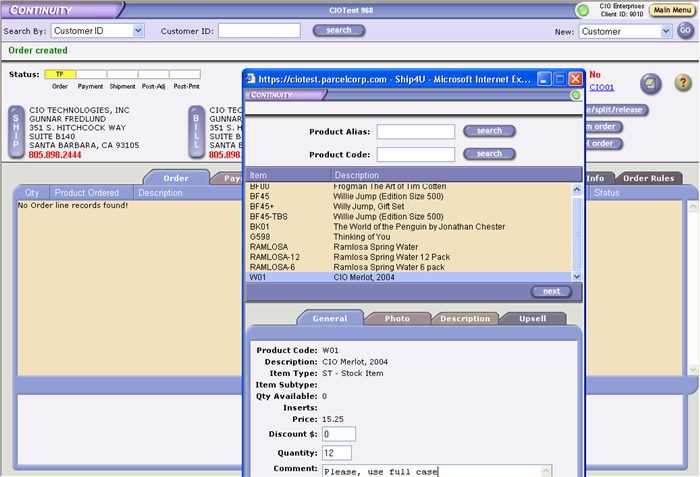 CONTINUITY
CIOTest 968
CIO Enterprises
Client ID: 9010
Main Menu
Search By: Customer ID
Customer ID:
search
New: Customer
GO
Order created
Status: TP
Order Payment Shipment Post-Adj Post-Pmt
No
CIO01
SHIP
CIO TECHNOLOGIES, INC
GUNNAR FREDLUND
351 S. HITCHCOCK WAY
SUITE B140
SANTA BARBARA, CA 93105
805.898.2444
BILL
CIO TE
GUNNA
351 S.
SUITE
SANTA
805.89
e/split/release
m order
l order
Order
Pay
Info
Order Rules
Qty Product Ordered Description
Status
No Order line records found!
https://ciotest.parcelcorp.com - Ship4U - Microsoft Internet Ex...
CONTINUITY
Product Alias: search
Product Code: search
Item Description
BF00 Frogman The Art of Tim Cotteri
BF45 Willie Jump (Edition Size 500)
BF45+ Willy Jump, Gift Set
BF45-TBS Willie Jump (Edition Size 500)
BK01 The World of the Penguin by Jonathan Chester
G598 Thinking of You
RAMLOSA Ramlosa Spring Water
RAMLOSA-12 Ramlosa Spring Water 12 Pack
RAMLOSA-6 Ramlosa Spring Water 6 pack
W01 CIO Merlot, 2004
next
General Photo Description Upsell
Product Code: W01
Description: CIO Merlot, 2004
Item Type: ST - Stock Item
Item Subtype:
Qty Available: 0
Inserts:
Price: 15.25
Discount $: 0
Quantity: 12
Comment: Please, use full case